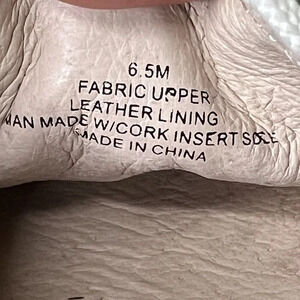 6.5M
FABRIC UPPER
LEATHER LINING
MAN MADE W/CORK INSERT SOLE
MADE IN CHINA